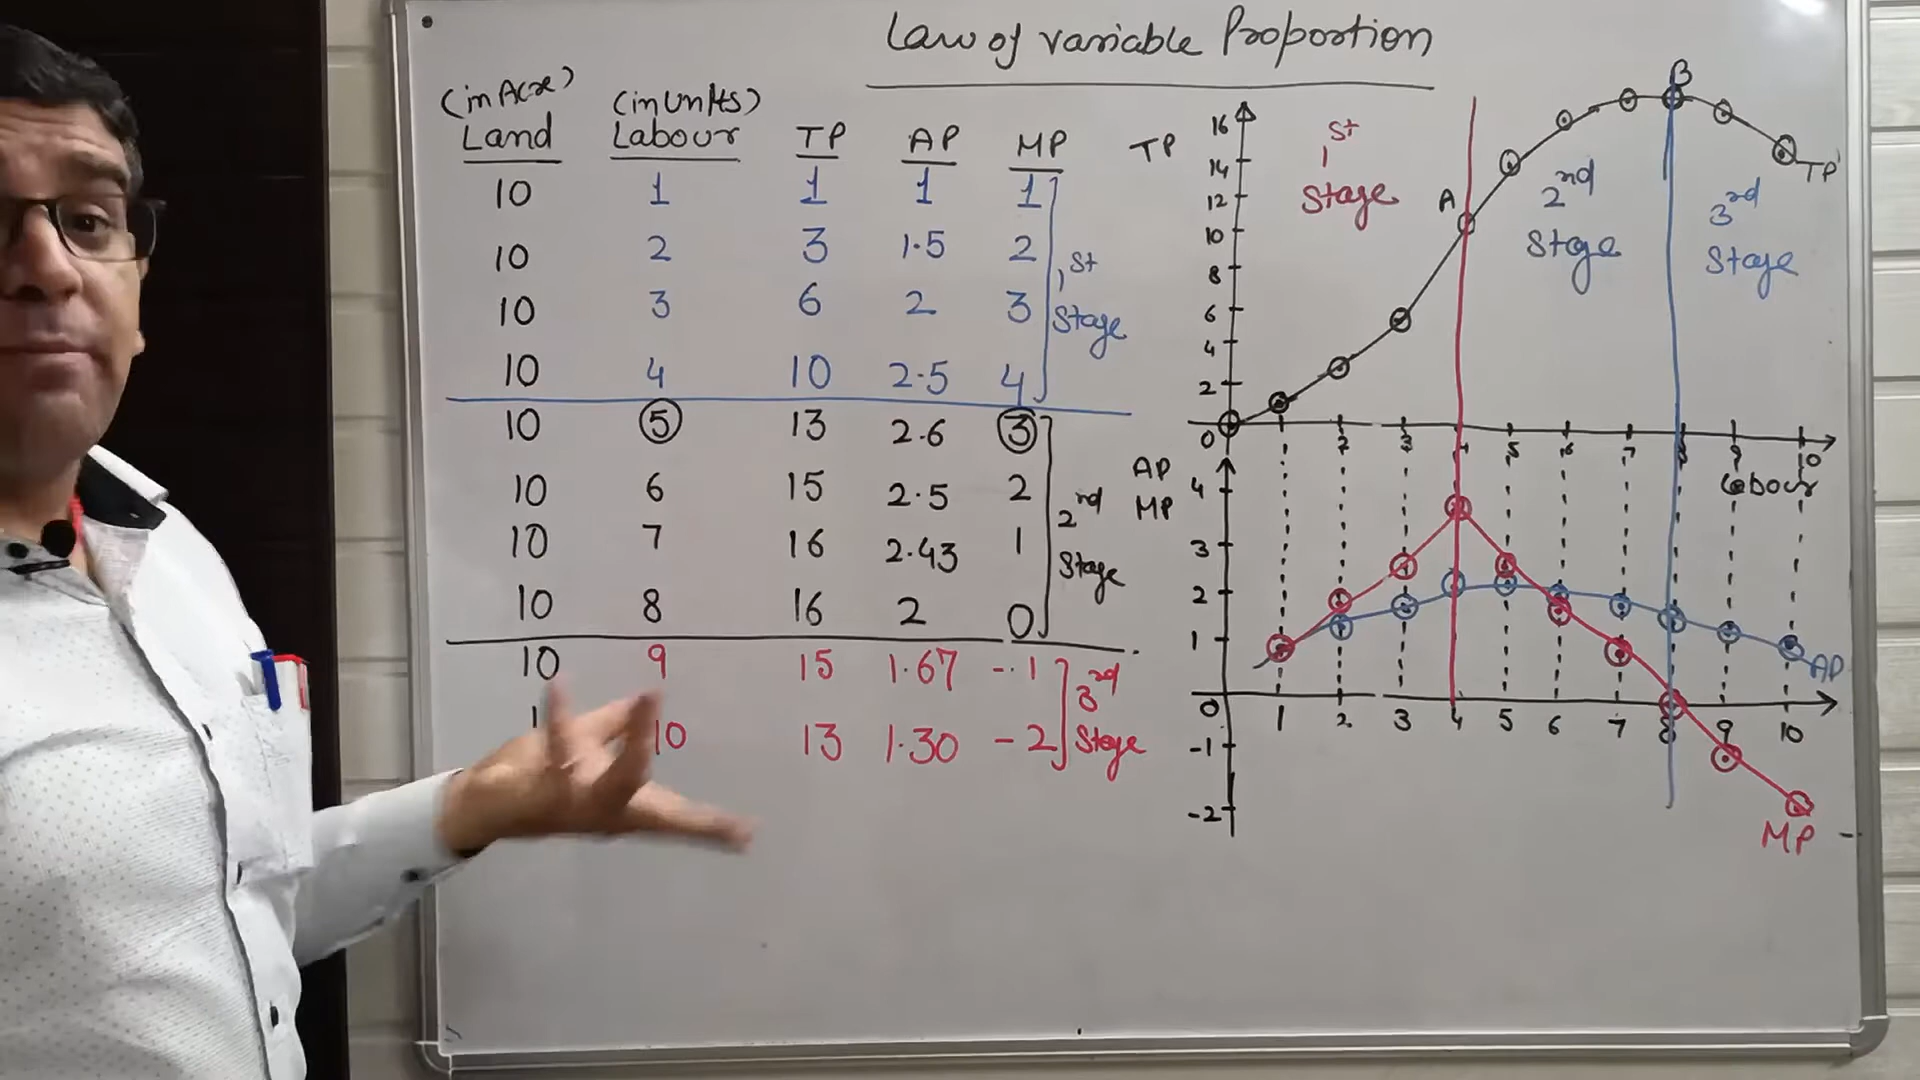 Law of variable Proportion
(in Acre) (in Units)
Land Labour TP AP MP
10 1 1 1 1
10 2 3 1.5 2
10 3 6 2 3
10 4 10 2.5 4
1st
Stage
10 5 13 2.6 3
10 6 15 2.5 2
10 7 16 2.43 1
10 8 16 2 0
2nd
Stage
10 9 15 1.67 -1
1 10 13 1.30 -2
3rd
Stage
TP
16
14
12
10
8
6
4
2
0
1st
Stage
A
2nd
Stage
B
3rd
Stage
TP
2 3 4 5 6 7 8 9 10
Labour
AP
MP
4
3
2
1
0
-1
-2
1 2 3 4 5 6 7 8 9 10
AP
MP